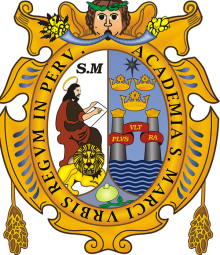 ACADEMIA S. MARCI VRBIS REGVM IN PERV.
S.M
PLVS VLT RA